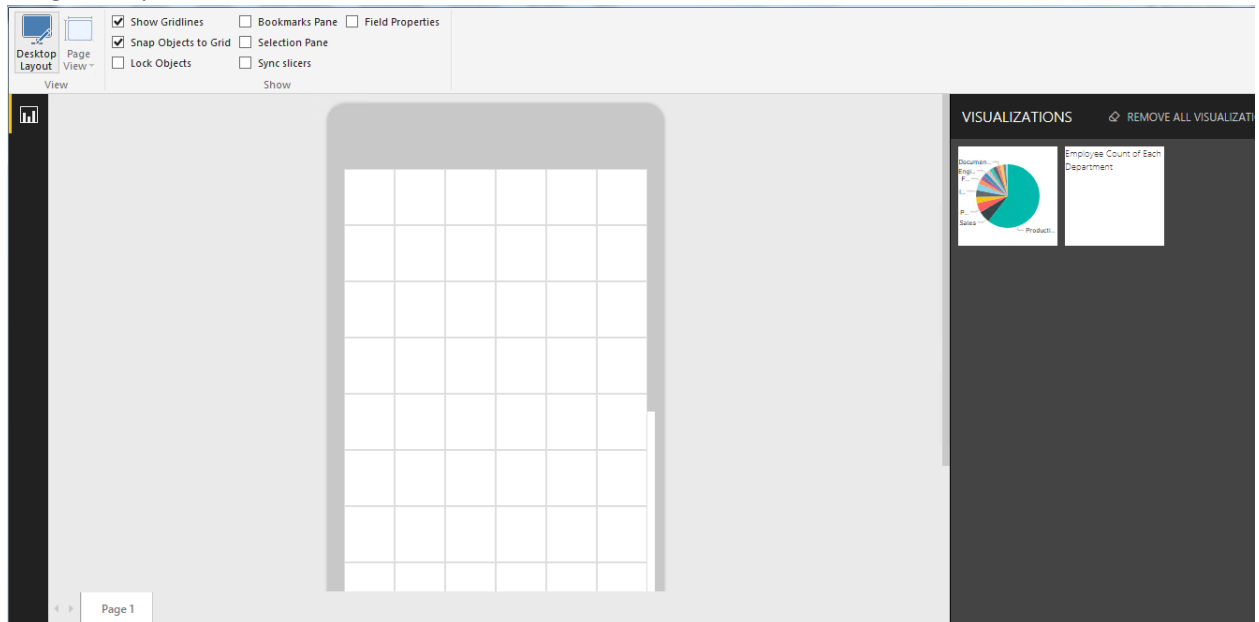 Show Gridlines
Bookmarks Pane
Field Properties
Snap Objects to Grid
Selection Pane
Desktop Layout
Page View
Lock Objects
Sync slicers
View
Show
VISUALIZATIONS
REMOVE ALL VISUALIZATI
Documen...
Engi...
F...
I...
P...
Sales
Producti...
Employee Count of Each
Department
Page 1